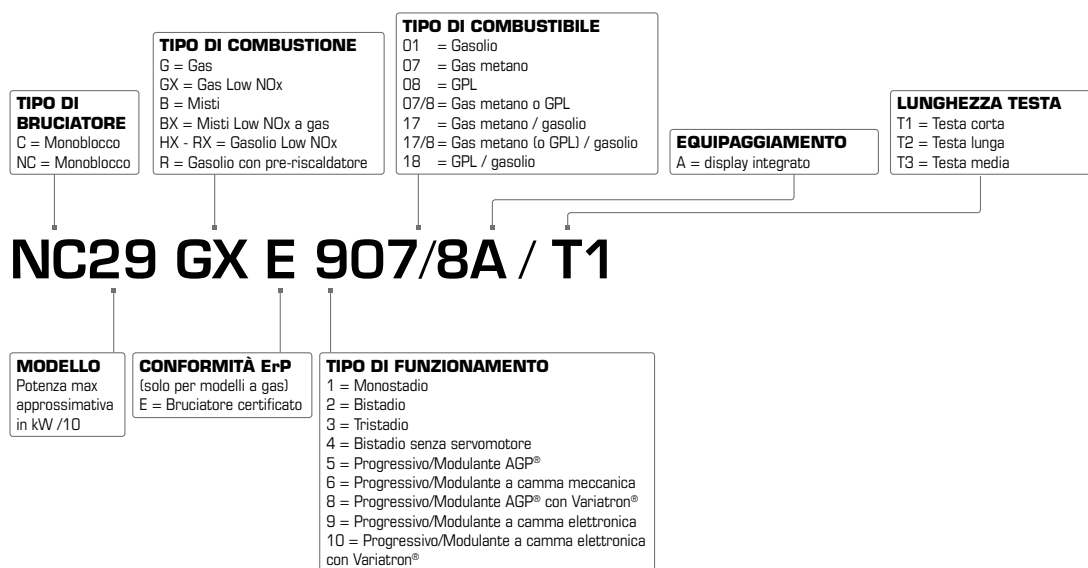 TIPO DI
BRUCIATORE
C = Monoblocco
NC = Monoblocco
TIPO DI COMBUSTIONE
G = Gas
GX = Gas Low NOx
B = Misti
BX = Misti Low NOx a gas
HX - RX = Gasolio Low NOx
R = Gasolio con pre-riscaldatore
TIPO DI COMBUSTIBILE
01 = Gasolio
07 = Gas metano
08 = GPL
07/8 = Gas metano o GPL
17 = Gas metano / gasolio
17/8 = Gas metano (o GPL) / gasolio
18 = GPL / gasolio
EQUIPAGGIAMENTO
A = display integrato
LUNGHEZZA TESTA
T1 = Testa corta
T2 = Testa lunga
T3 = Testa media
NC29 GX E 907/8A / T1
MODELLO
Potenza max
approssimativa
in kW /10
CONFORMITÀ ErP
(solo per modelli a gas)
E = Bruciatore certificato
TIPO DI FUNZIONAMENTO
1 = Monostadio
2 = Bistadio
3 = Tristadio
4 = Bistadio senza servomotore
5 = Progressivo/Modulante AGP®
6 = Progressivo/Modulante a camma meccanica
8 = Progressivo/Modulante AGP® con Variatron®
9 = Progressivo/Modulante a camma elettronica
10 = Progressivo/Modulante a camma elettronica
con Variatron®